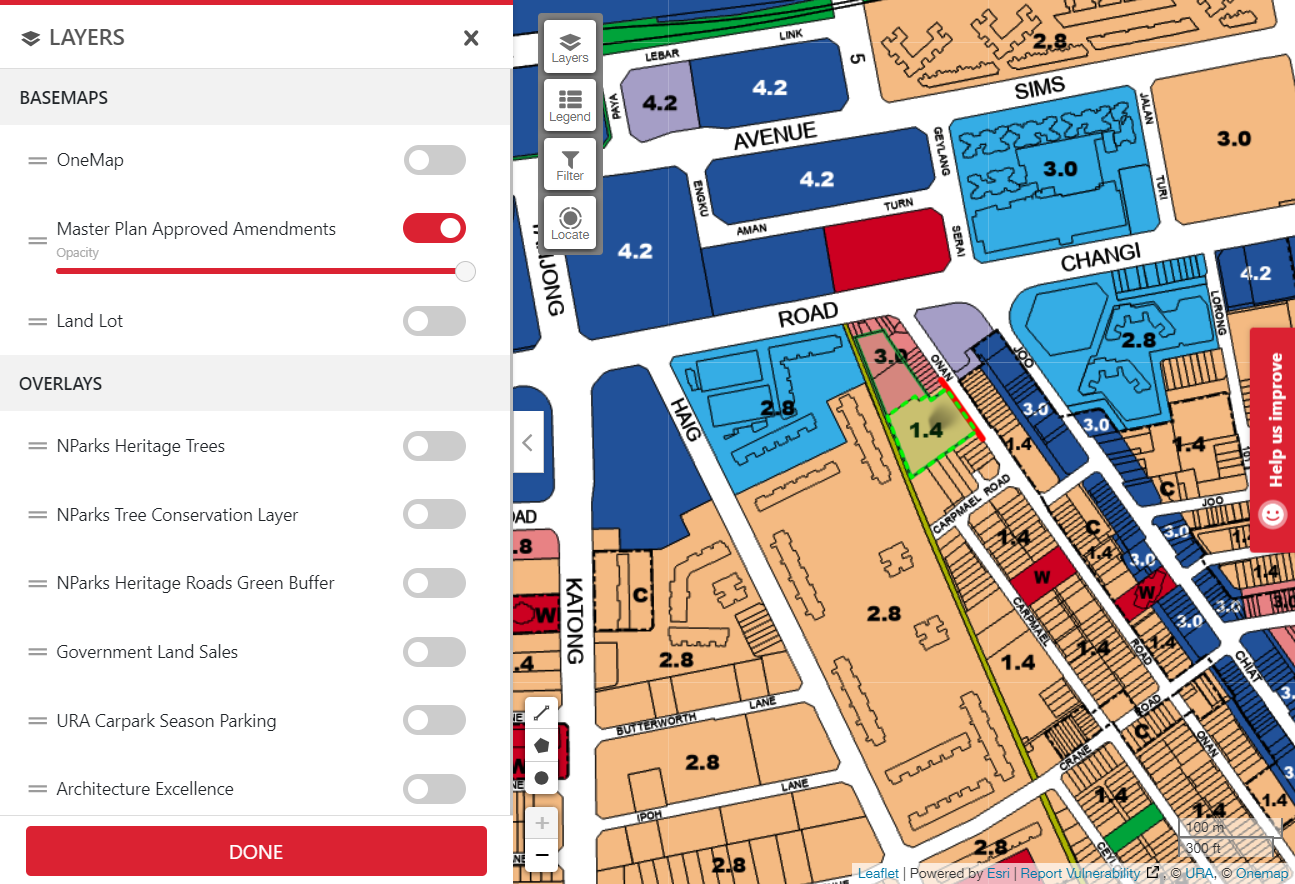 LAYERS
BASEMAPS
OneMap
Master Plan Approved Amendments
Opacity
Land Lot
OVERLAYS
NParks Heritage Trees
NParks Tree Conservation Layer
NParks Heritage Roads Green Buffer
Government Land Sales
URA Carpark Season Parking
Architecture Excellence
DONE
Layers
Legend
Filter
Locate
Help us improve
LEBAR
LINK
5
2.8
PAYA
4.2
4.2
SIMS
JALAN
AVENUE
GEYLANG
3.0
3.0
4.2
ENGKU
TURI
AMAN
TURN
SERAI
4.2
CHANGI
4.2
LORONG
ROAD
2.8
3.0
ONAN
JOO
HAIG
2.8
1.4
3.0
3.0
1.4
1.4
C
JOO
CARPMAEL ROAD
C
1.4
1.4
3.0
3.0
1.4
.8
W
W
3.0
3.0
KATONG
C
2.8
CARPMAEL
3.0
W
.4
2.8
1.4
1.4
ROAD
1.4
CHIAT
LANE
BUTTERWORTH
ROAD
C
ONAN
CRANE
2.8
LANE
IPOH
1.4
1.4
1.4
2.8
2.8
100 m
300 ft
Leaflet | Powered by Esri | Report Vulnerability , © URA, © Onemap